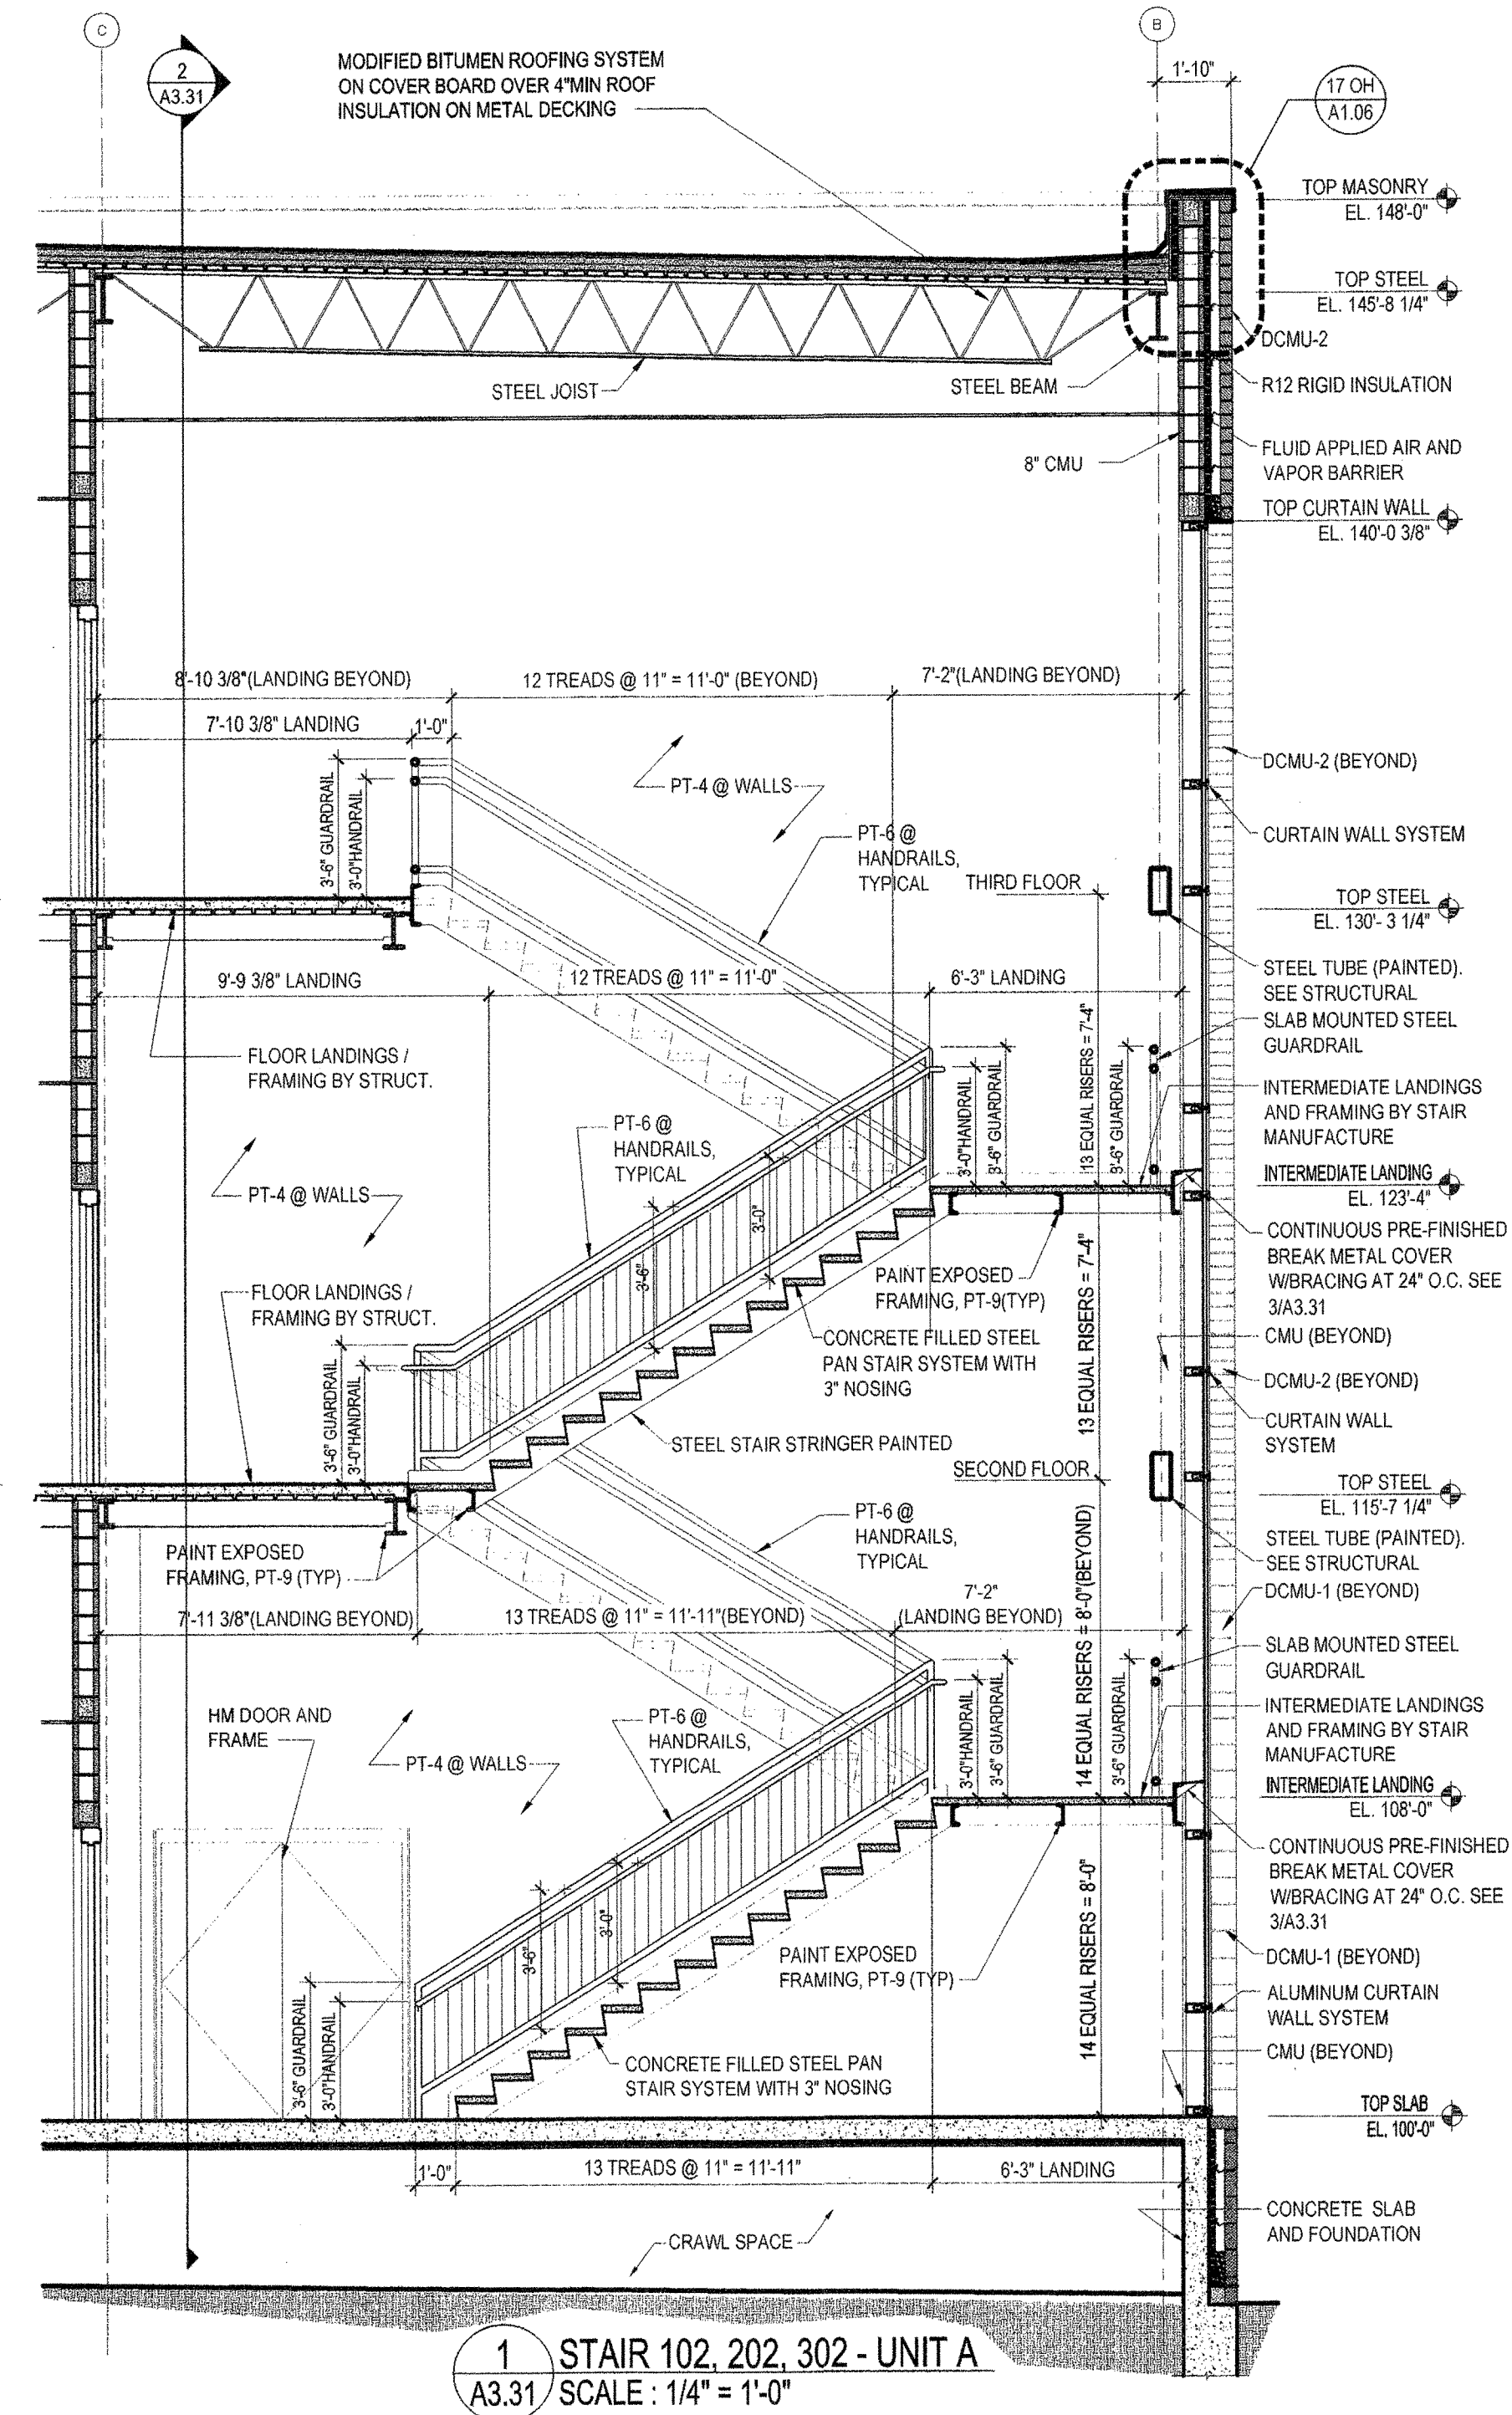 C
B
2
A3.31
MODIFIED BITUMEN ROOFING SYSTEM
ON COVER BOARD OVER 4"MIN ROOF
INSULATION ON METAL DECKING
1'-10"
17 OH
A1.06
TOP MASONRY
EL. 148'-0"
TOP STEEL
EL. 145'-8 1/4"
DCMU-2
STEEL JOIST
STEEL BEAM
R12 RIGID INSULATION
8" CMU
FLUID APPLIED AIR AND
VAPOR BARRIER
TOP CURTAIN WALL
EL. 140'-0 3/8"
8'-10 3/8"(LANDING BEYOND)
12 TREADS @ 11" = 11'-0" (BEYOND)
7'-2"(LANDING BEYOND)
7'-10 3/8" LANDING
1'-0"
3'-6" GUARDRAIL
3'-0"HANDRAIL
PT-4 @ WALLS
DCMU-2 (BEYOND)
CURTAIN WALL SYSTEM
PT-6 @
HANDRAILS,
TYPICAL
THIRD FLOOR
TOP STEEL
EL. 130'- 3 1/4"
9'-9 3/8" LANDING
12 TREADS @ 11" = 11'-0"
6'-3" LANDING
STEEL TUBE (PAINTED).
SEE STRUCTURAL
SLAB MOUNTED STEEL
GUARDRAIL
FLOOR LANDINGS /
FRAMING BY STRUCT.
13 EQUAL RISERS = 7'-4"
3'-0"HANDRAIL
3'-6" GUARDRAIL
3'-6" GUARDRAIL
INTERMEDIATE LANDINGS
AND FRAMING BY STAIR
MANUFACTURE
PT-6 @
HANDRAILS,
TYPICAL
PT-4 @ WALLS
INTERMEDIATE LANDING
EL. 123'-4"
3'-6"
3'-0"
CONTINUOUS PRE-FINISHED
BREAK METAL COVER
W/BRACING AT 24" O.C. SEE
3/A3.31
PAINT EXPOSED
FRAMING, PT-9(TYP)
FLOOR LANDINGS /
FRAMING BY STRUCT.
13 EQUAL RISERS = 7'-4"
CMU (BEYOND)
CONCRETE FILLED STEEL
PAN STAIR SYSTEM WITH
3" NOSING
DCMU-2 (BEYOND)
3'-6" GUARDRAIL
3'-0"HANDRAIL
CURTAIN WALL
SYSTEM
STEEL STAIR STRINGER PAINTED
SECOND FLOOR
TOP STEEL
EL. 115'-7 1/4"
PT-6 @
HANDRAILS,
TYPICAL
STEEL TUBE (PAINTED).
SEE STRUCTURAL
PAINT EXPOSED
FRAMING, PT-9 (TYP)
DCMU-1 (BEYOND)
7'-11 3/8"(LANDING BEYOND)
13 TREADS @ 11" = 11'-11"(BEYOND)
7'-2"
(LANDING BEYOND)
14 EQUAL RISERS = 8'-0"(BEYOND)
SLAB MOUNTED STEEL
GUARDRAIL
3'-0"HANDRAIL
3'-6" GUARDRAIL
3'-6" GUARDRAIL
HM DOOR AND
FRAME
PT-4 @ WALLS
PT-6 @
HANDRAILS,
TYPICAL
INTERMEDIATE LANDINGS
AND FRAMING BY STAIR
MANUFACTURE
INTERMEDIATE LANDING
EL. 108'-0"
CONTINUOUS PRE-FINISHED
BREAK METAL COVER
W/BRACING AT 24" O.C. SEE
3/A3.31
3'-6"
3'-0"
14 EQUAL RISERS = 8'-0"
PAINT EXPOSED
FRAMING, PT-9 (TYP)
DCMU-1 (BEYOND)
3'-6" GUARDRAIL
3'-0"HANDRAIL
ALUMINUM CURTAIN
WALL SYSTEM
CONCRETE FILLED STEEL PAN
STAIR SYSTEM WITH 3" NOSING
CMU (BEYOND)
TOP SLAB
EL. 100'-0"
1'-0"
13 TREADS @ 11" = 11'-11"
6'-3" LANDING
CONCRETE SLAB
AND FOUNDATION
CRAWL SPACE
1
A3.31
STAIR 102, 202, 302 - UNIT A
SCALE : 1/4" = 1'-0"